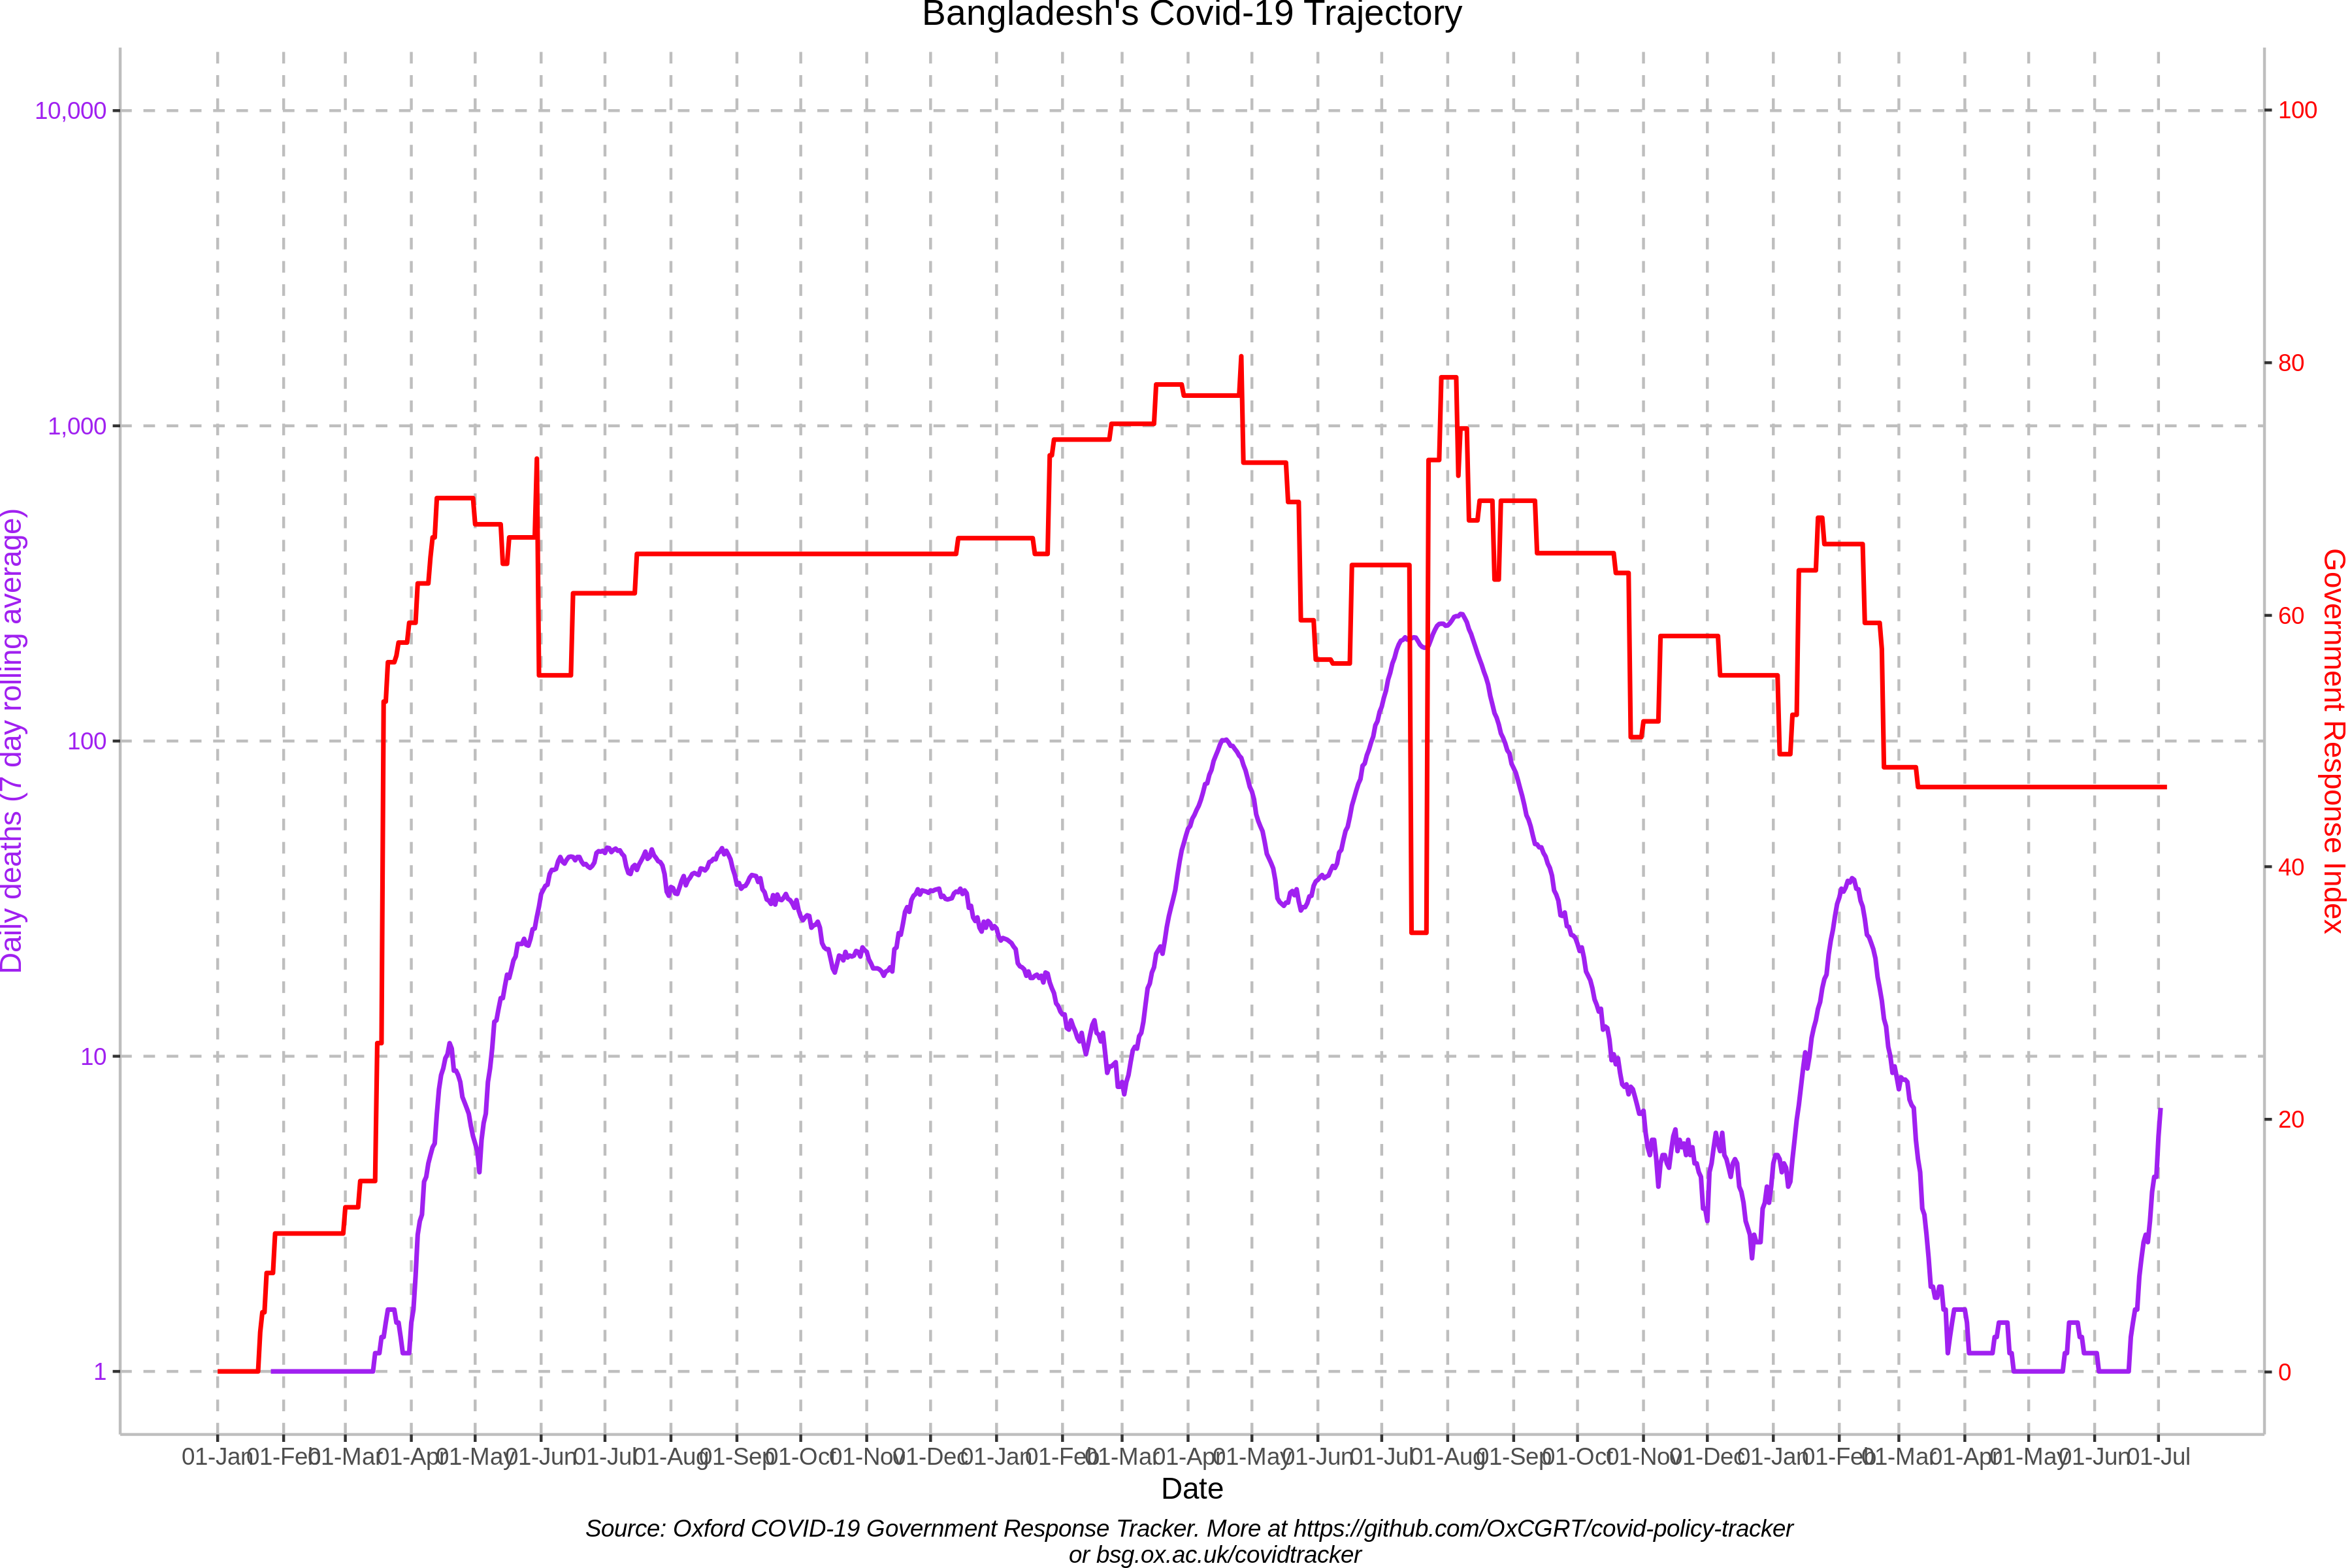 Bangladesh's Covid-19 Trajectory
10,000
1,000
100
10
1
Daily deaths (7 day rolling average)
100
80
60
40
20
0
Government Response Index
01-Jan 01-Feb 01-Mar 01-Apr 01-May 01-Jun 01-Jul 01-Aug 01-Sep 01-Oct 01-Nov 01-Dec 01-Jan 01-Feb 01-Mar 01-Apr 01-May 01-Jun 01-Jul 01-Aug 01-Sep 01-Oct 01-Nov 01-Dec 01-Jan 01-Feb 01-Mar 01-Apr 01-May 01-Jun 01-Jul
Date
Source: Oxford COVID-19 Government Response Tracker. More at https://github.com/OxCGRT/covid-policy-tracker
or bsg.ox.ac.uk/covidtracker